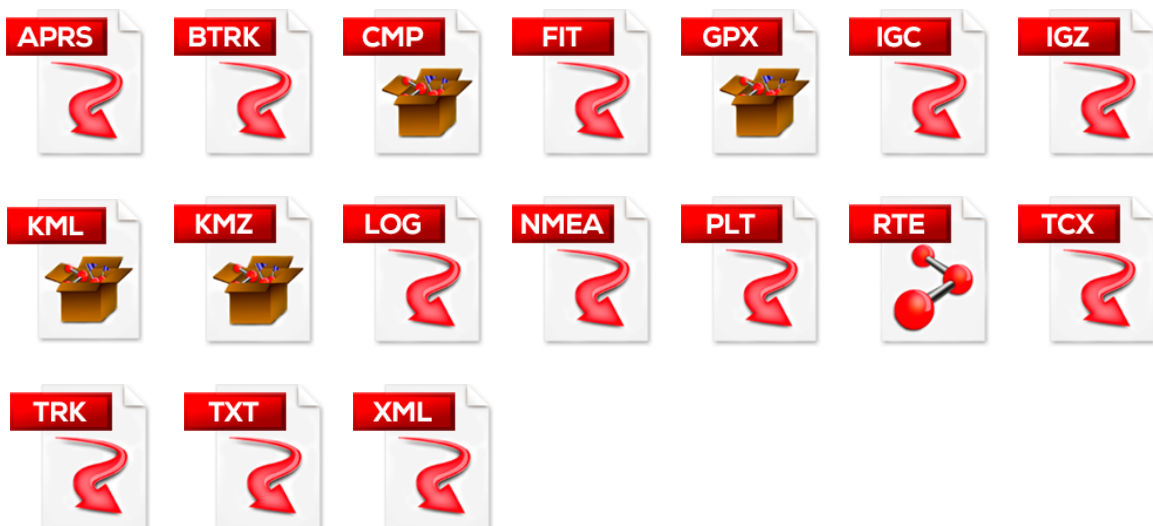 APRS BTRK CMP FIT GPX IGC IGZ
KML KMZ LOG NMEA PLT RTE TCX
TRK TXT XML